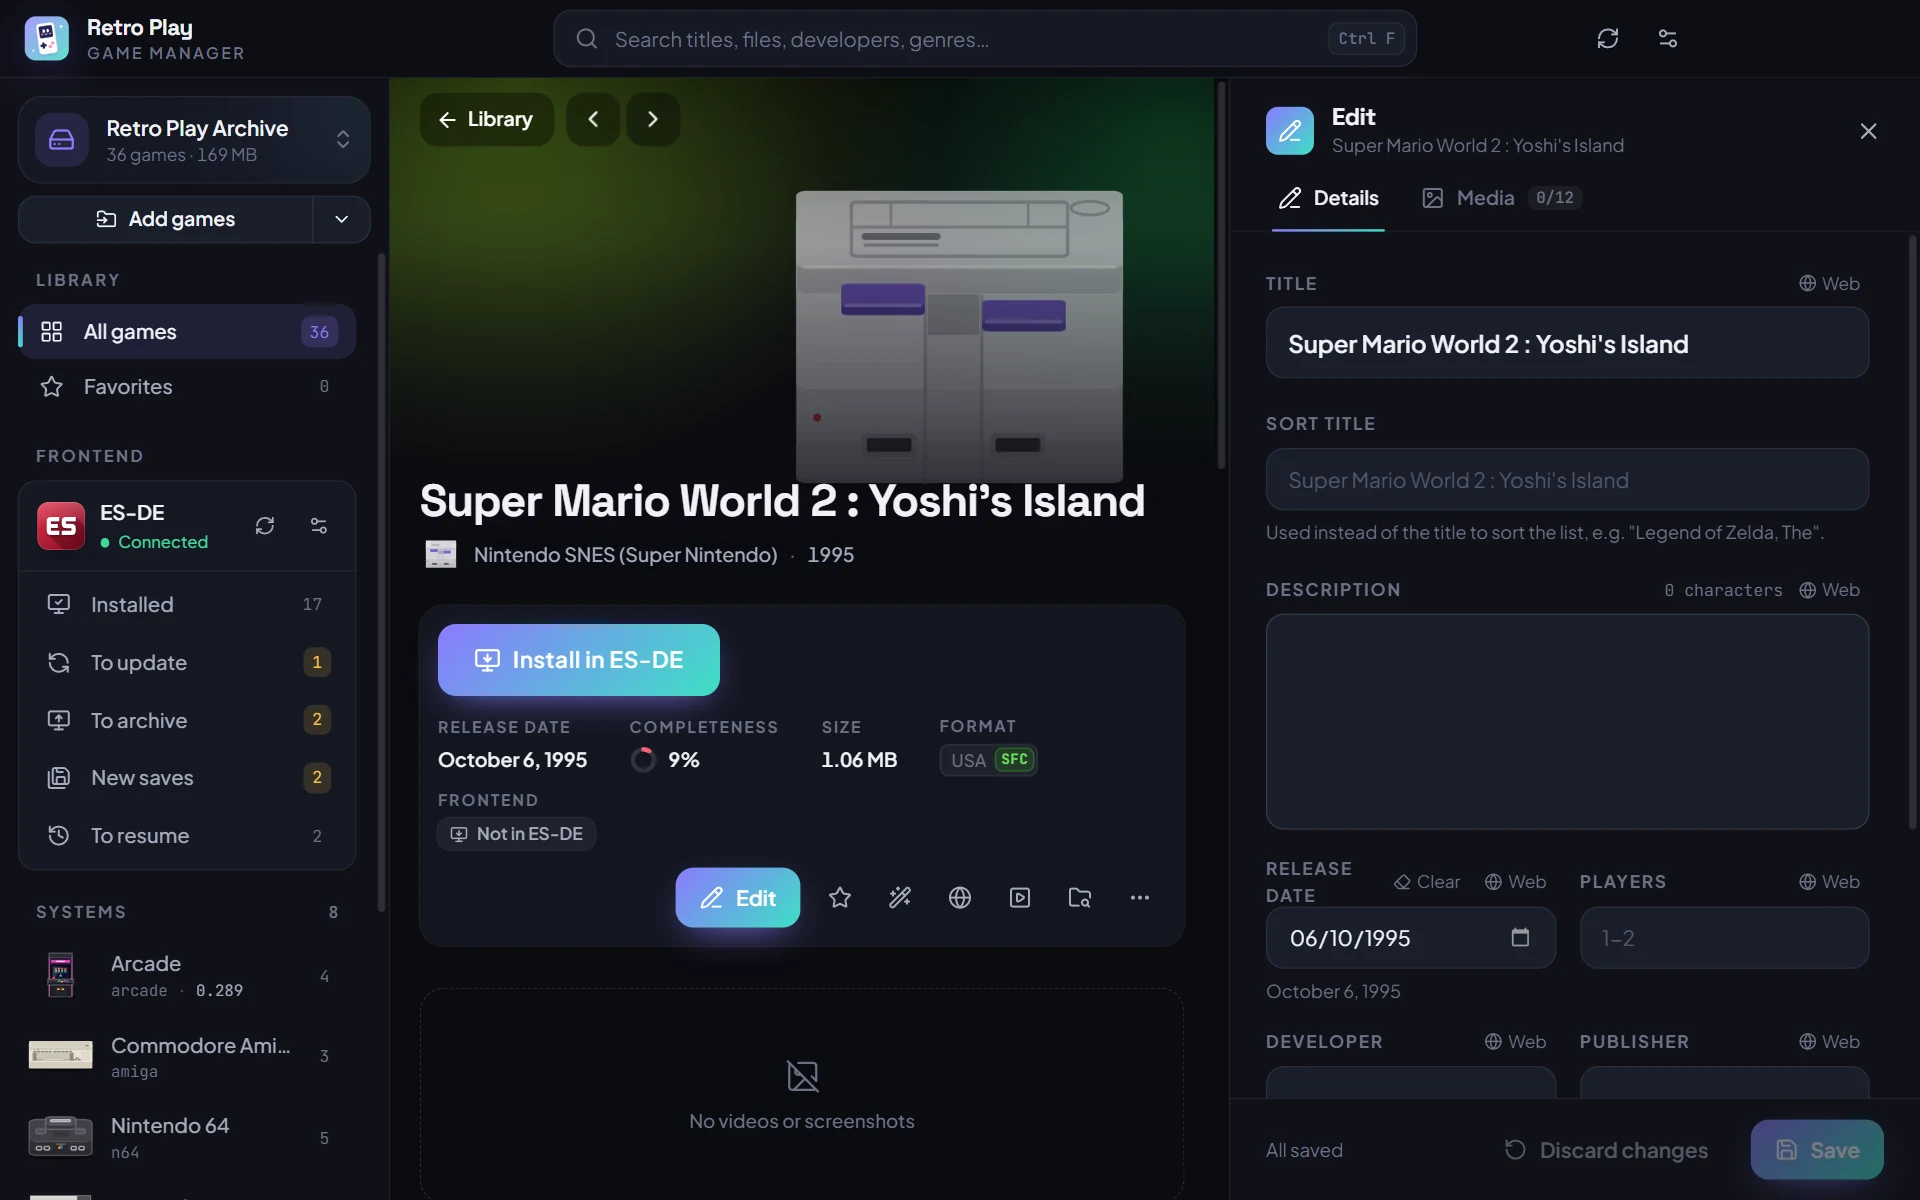 Retro Play
GAME MANAGER
Search titles, files, developers, genres...
Ctrl F
Retro Play Archive
36 games · 169 MB
Add games
LIBRARY
All games 36
Favorites 0
FRONTEND
ES
ES-DE
Connected
Installed 17
To update 1
To archive 2
New saves 2
To resume 2
SYSTEMS 8
Arcade
arcade · 0.289
4
Commodore Ami...
amiga
3
Nintendo 64
n64
5
Library
Super Mario World 2 : Yoshi's Island
Nintendo SNES (Super Nintendo) · 1995
Install in ES-DE
RELEASE DATE
October 6, 1995
COMPLETENESS
9%
SIZE
1.06 MB
FORMAT
USA SFC
FRONTEND
Not in ES-DE
Edit
No videos or screenshots
Edit
Super Mario World 2 : Yoshi's Island
Details
Media 0/12
TITLE Web
Super Mario World 2 : Yoshi's Island
SORT TITLE
Super Mario World 2 : Yoshi's Island
Used instead of the title to sort the list, e.g. "Legend of Zelda, The".
DESCRIPTION 0 characters Web
RELEASE DATE Clear Web
06/10/1995
October 6, 1995
PLAYERS Web
1-2
DEVELOPER Web
PUBLISHER Web
All saved
Discard changes
Save